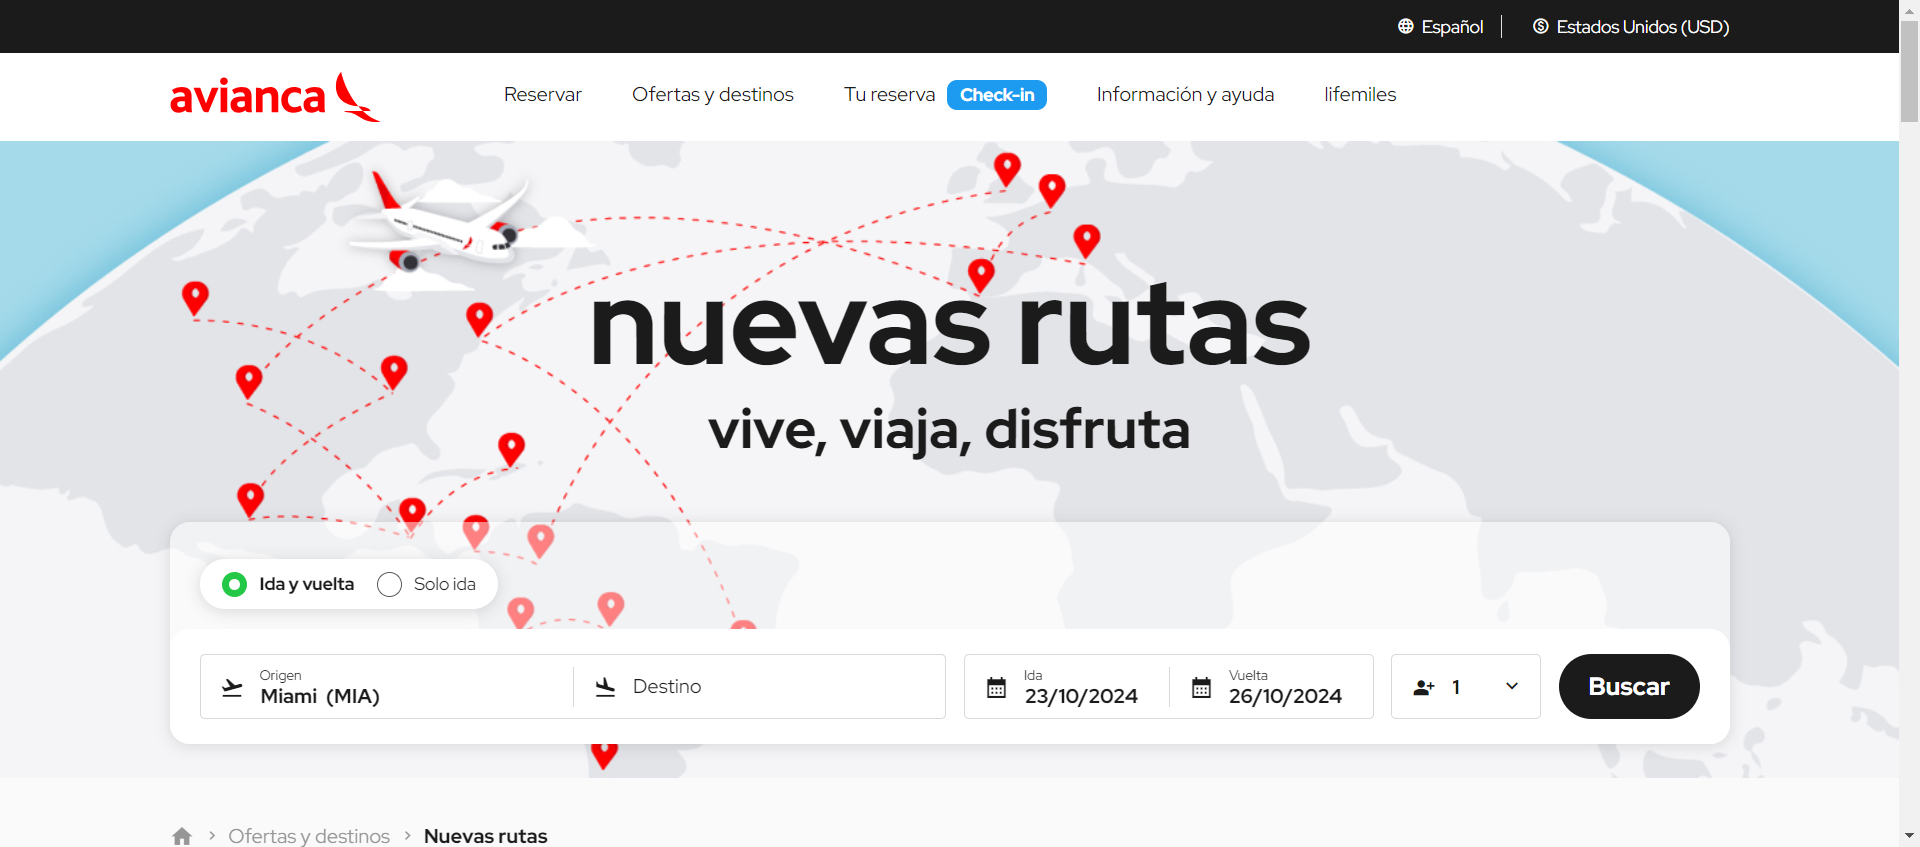 Español
Estados Unidos (USD)
avianca
Reservar
Ofertas y destinos
Tu reserva
Check-in
Información y ayuda
lifemiles
nuevas rutas
vive, viaja, disfruta
Ida y vuelta
Solo ida
Origen
Miami (MIA)
Destino
Ida
23/10/2024
Vuelta
26/10/2024
1
Buscar
Ofertas y destinos > Nuevas rutas